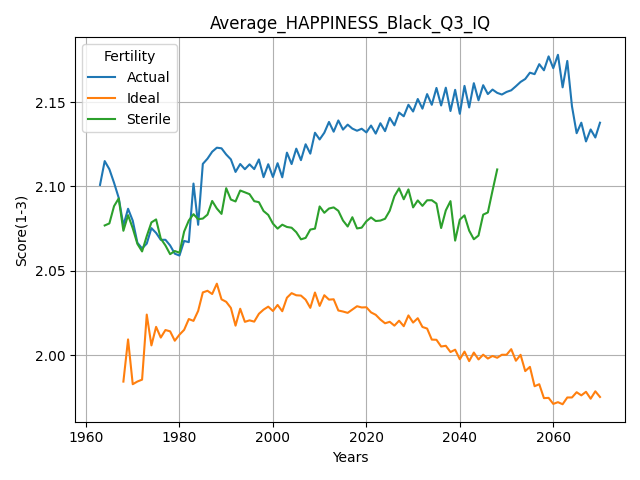 Average_HAPPINESS_Black_Q3_IQ
Fertility
Actual
Ideal
Sterile
Score(1-3)
2.15
2.10
2.05
2.00
1960
1980
2000
2020
2040
2060
Years